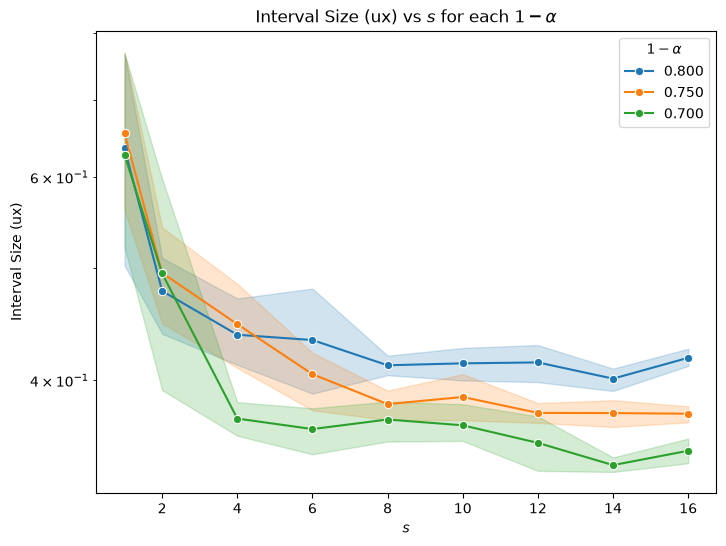 Interval Size (ux) vs s for each 1 − α
1 − α
0.800
0.750
0.700
6 × 10⁻¹
4 × 10⁻¹
Interval Size (ux)
2 4 6 8 10 12 14 16
s